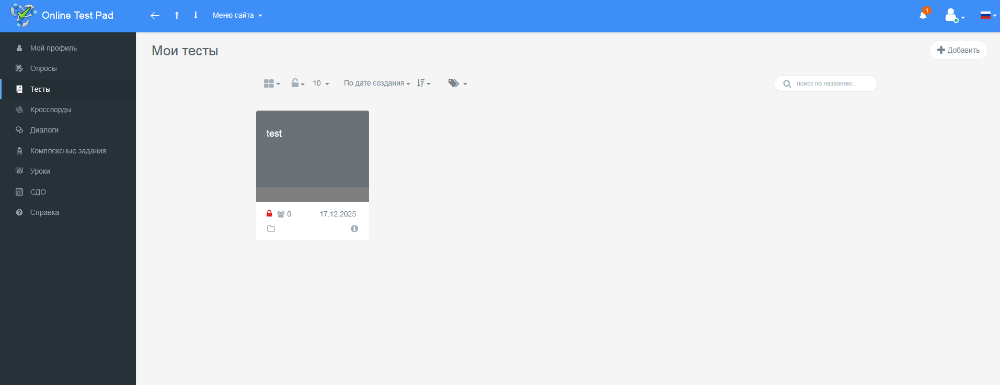 Online Test Pad
Меню сайта
1
Мой профиль
Опросы
Тесты
Кроссворды
Диалоги
Комплексные задания
Уроки
СДО
Справка
Мои тесты
Добавить
10
По дате создания
поиск по названию...
test
0
17.12.2025